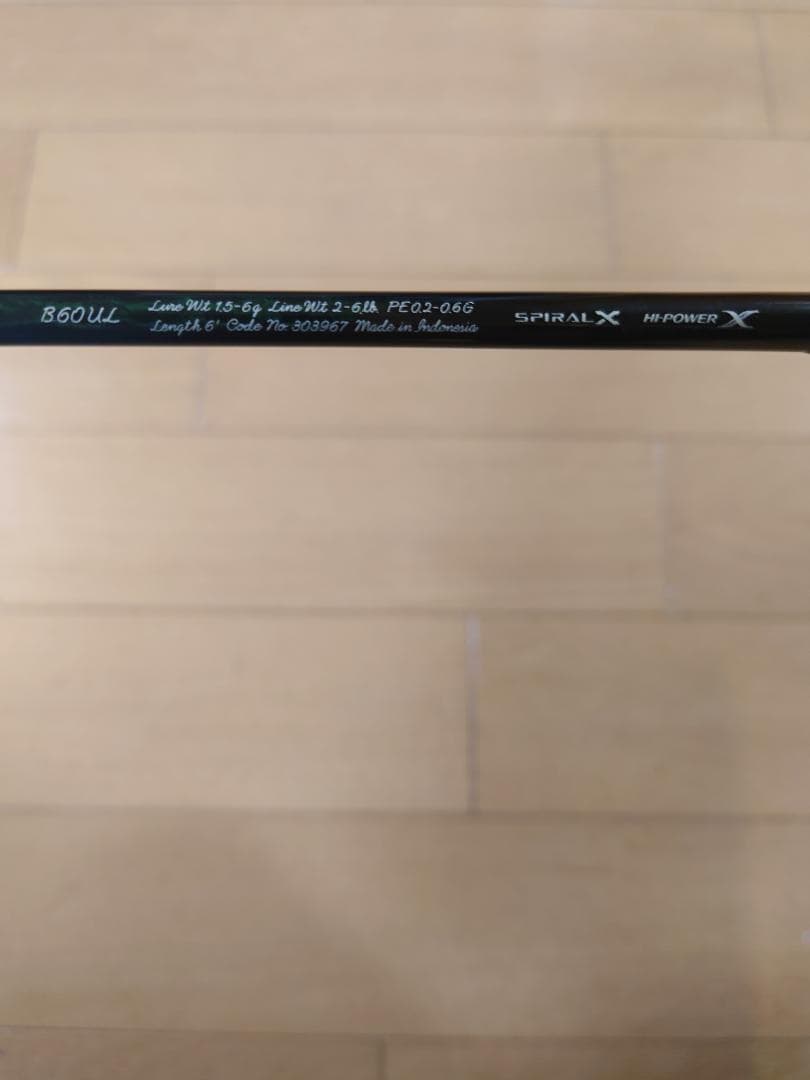 B60UL
Lure Wt 1.5-6g Line Wt 2-6lb. PE0.2-0.6G
Length 6' Code No 303967 Made in Indonesia
SPIRAL X HI-POWER X